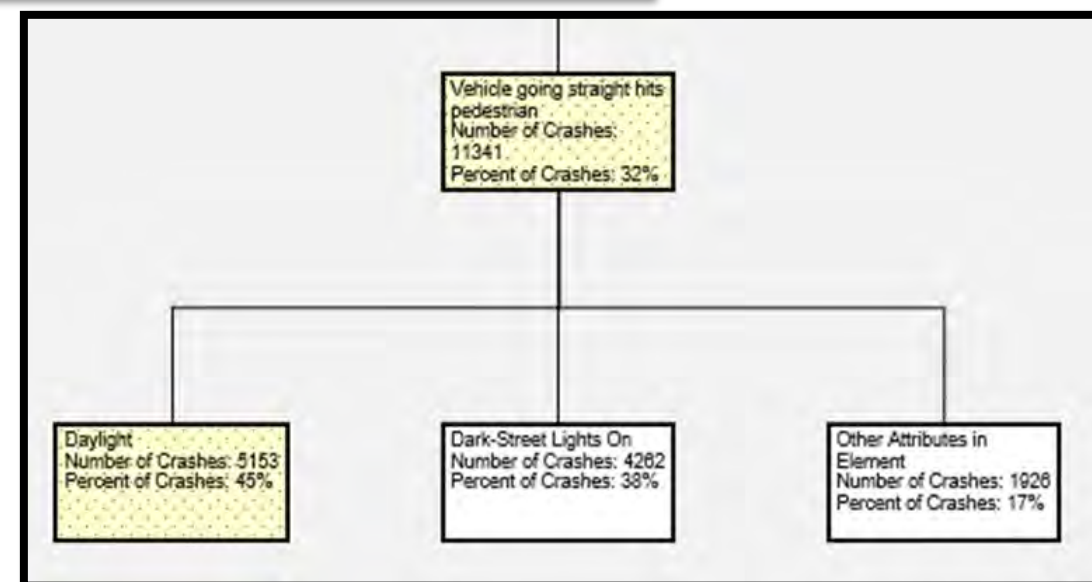 Vehicle going straight hits
pedestrian
Number of Crashes:
11341
Percent of Crashes: 32%
Daylight
Number of Crashes: 5153
Percent of Crashes: 45%
Dark-Street Lights On
Number of Crashes: 4262
Percent of Crashes: 38%
Other Attributes in
Element
Number of Crashes: 1926
Percent of Crashes: 17%